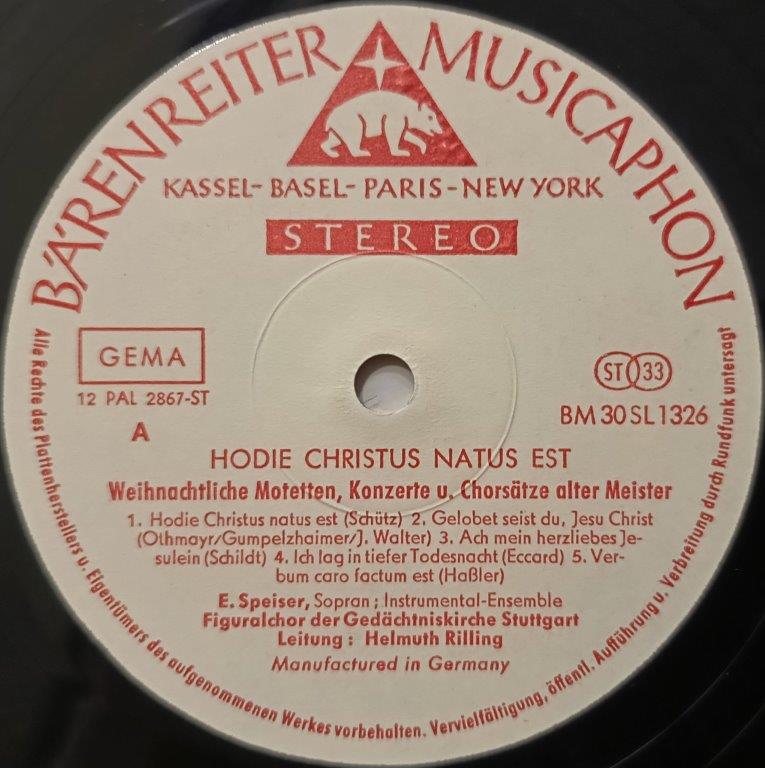 BÄRENREITER MUSICAPHON
KASSEL- BASEL- PARIS - NEW YORK
STEREO
GEMA
12 PAL 2867-ST
A
ST 33
BM 30 SL 1326
HODIE CHRISTUS NATUS EST
Weihnachtliche Motetten, Konzerte u. Chorsätze alter Meister
1. Hodie Christus natus est (Schütz) 2. Gelobet seist du, Jesu Christ
(Othmayr/Gumpelzhaimer/J. Walter) 3. Ach mein herzliebes Je-
sulein (Schildt) 4. Ich lag in tiefer Todesnacht (Eccard) 5. Ver-
bum caro factum est (Haßler)
E. Speiser, Sopran ; Instrumental-Ensemble
Figuralchor der Gedächtniskirche Stuttgart
Leitung : Helmuth Rilling
Manufactured in Germany
Alle Rechte des Plattenherstellers u. Eigentümers des aufgenommenen Werkes vorbehalten. Vervielfältigung, öffentl. Aufführung u. Verbreitung durch Rundfunk untersagt